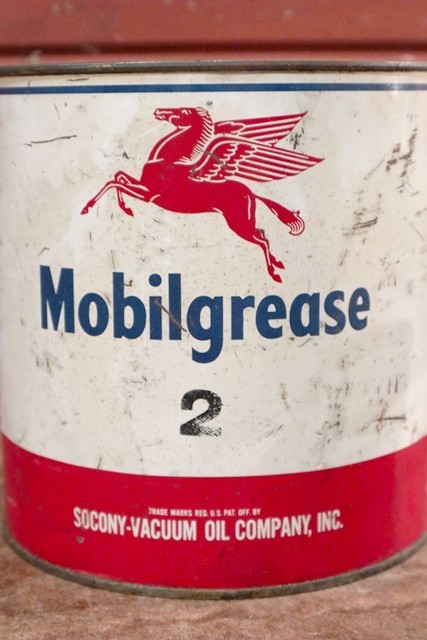 Mobilgrease
2
TRADE MARKS REG. U.S. PAT. OFF. BY
SOCONY-VACUUM OIL COMPANY, INC.